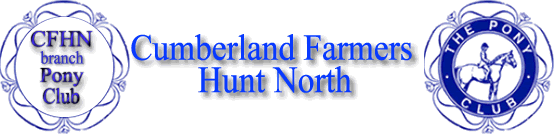 CFHN
branch
Pony
Club
Cumberland Farmers
Hunt North
THE PONY
CLUB